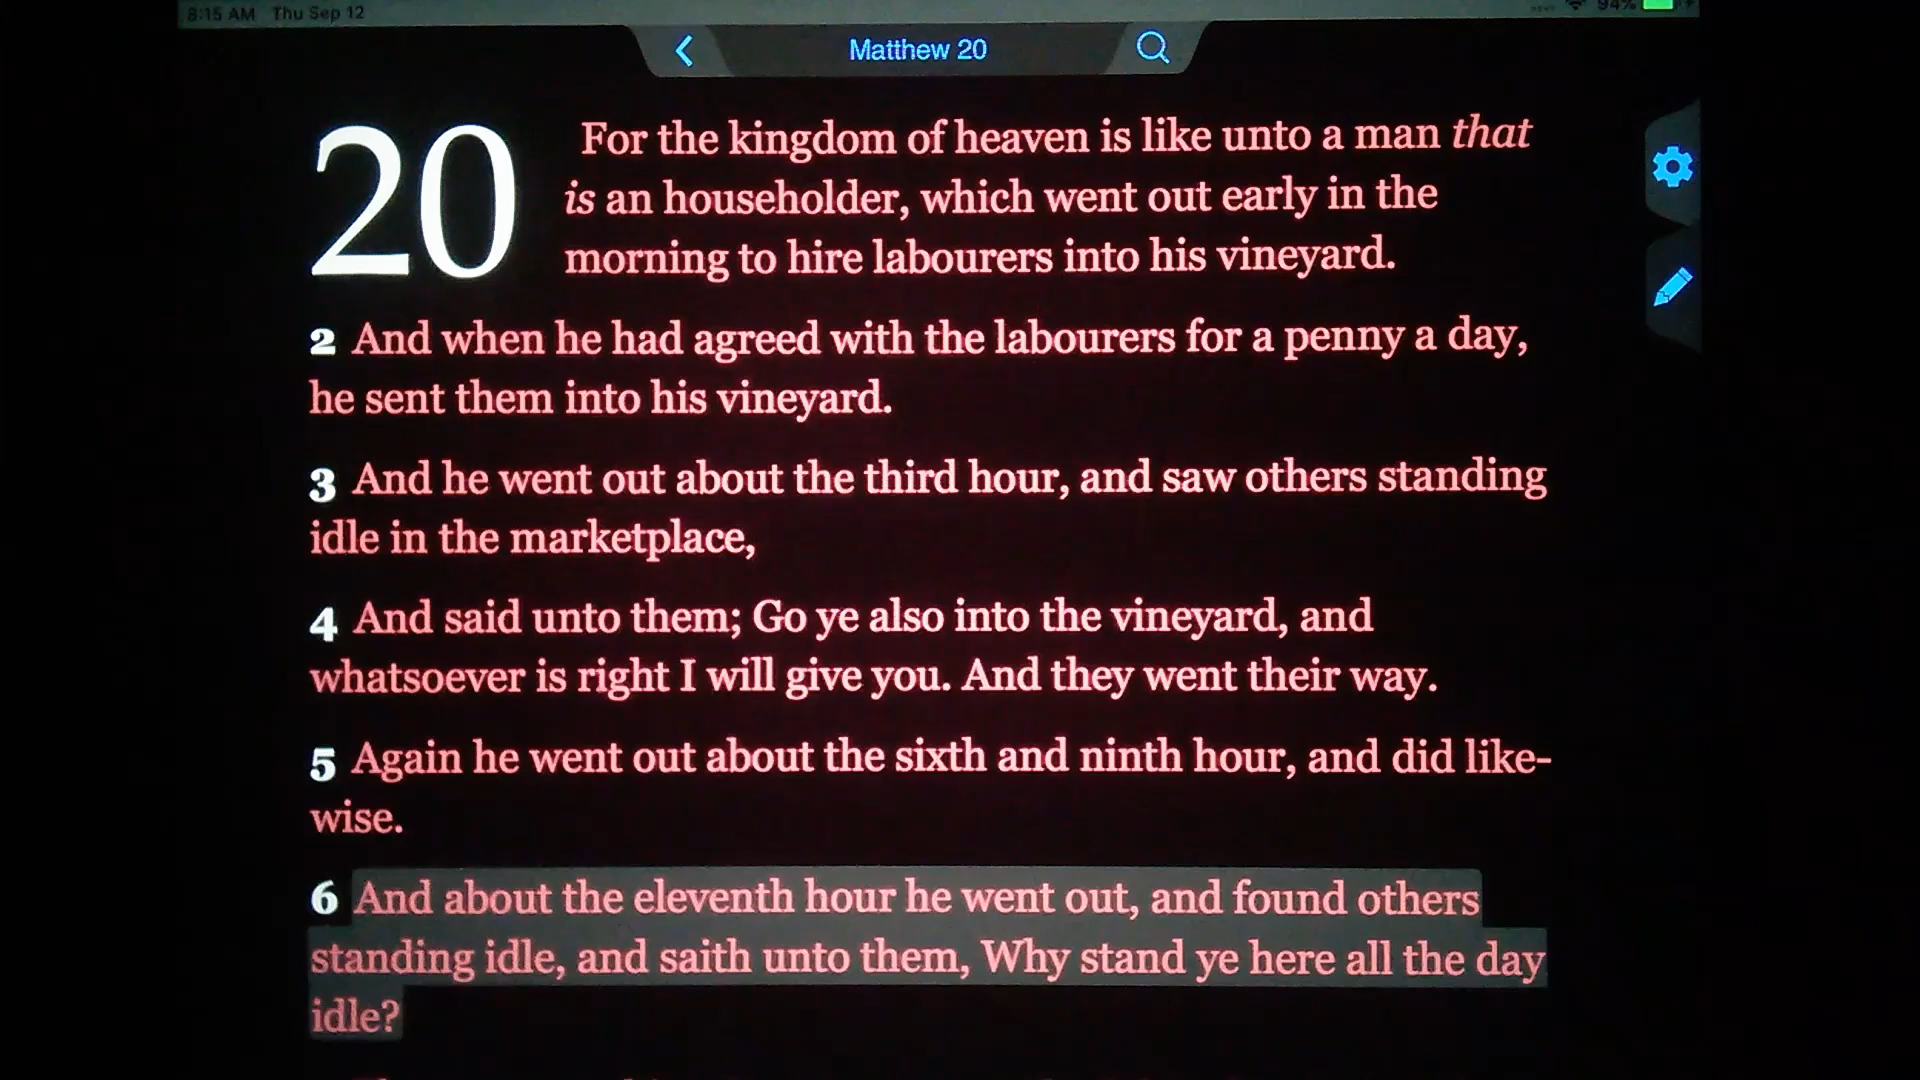 8:15 AM Thu Sep 12
94%
Matthew 20
20 For the kingdom of heaven is like unto a man that
is an householder, which went out early in the
morning to hire labourers into his vineyard.
2 And when he had agreed with the labourers for a penny a day,
he sent them into his vineyard.
3 And he went out about the third hour, and saw others standing
idle in the marketplace,
4 And said unto them; Go ye also into the vineyard, and
whatsoever is right I will give you. And they went their way.
5 Again he went out about the sixth and ninth hour, and did like-
wise.
6 And about the eleventh hour he went out, and found others
standing idle, and saith unto them, Why stand ye here all the day
idle?